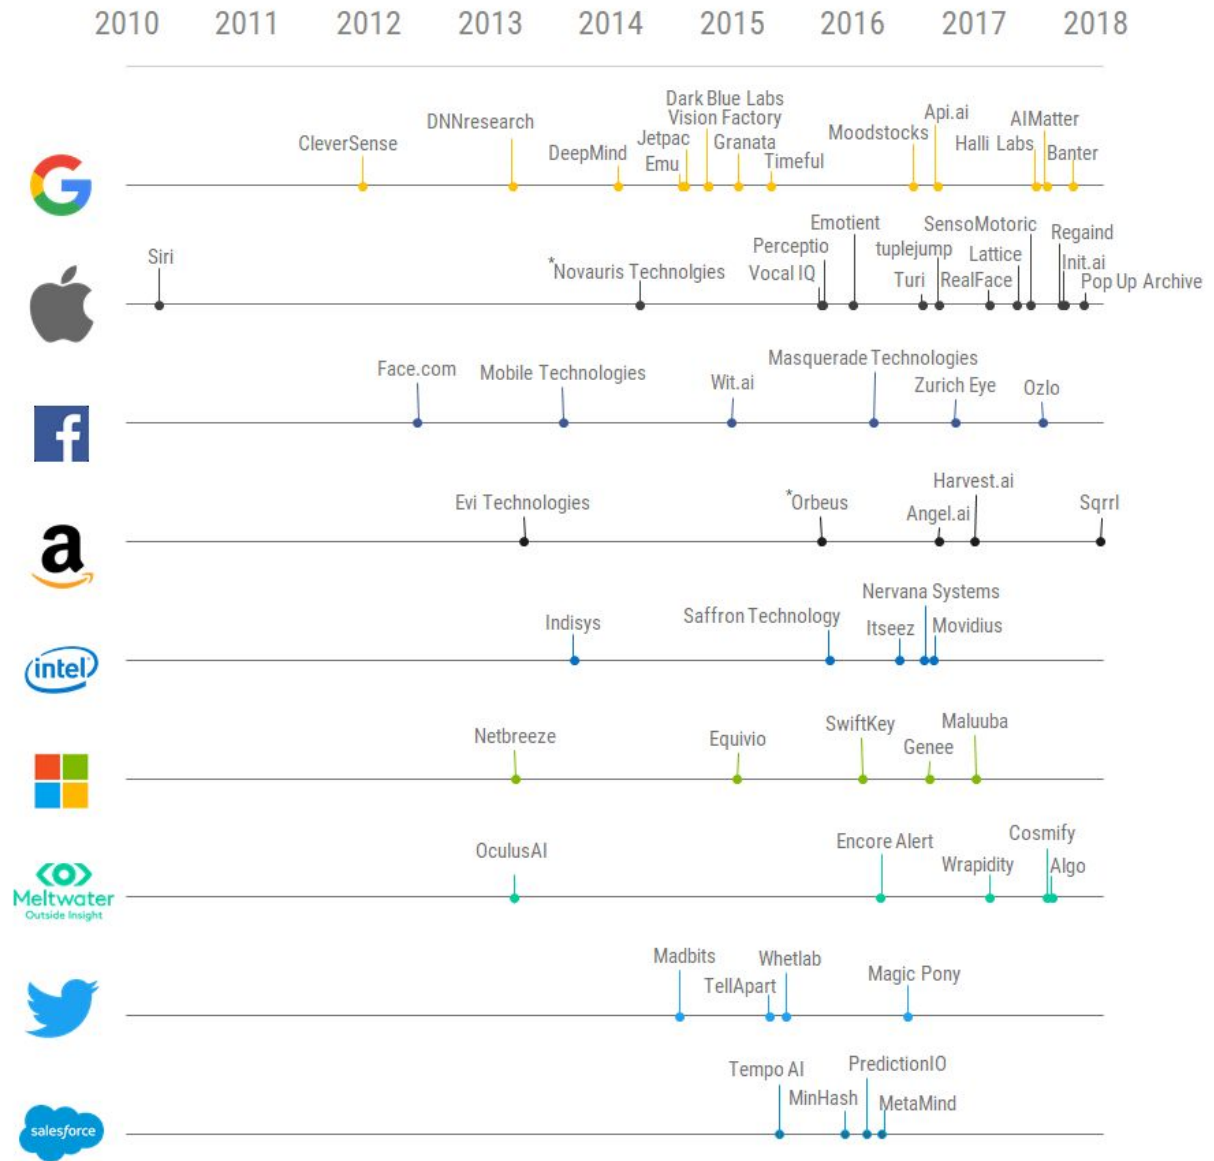 2010 2011 2012 2013 2014 2015 2016 2017 2018
Dark Blue Labs
Vision Factory
Api.ai
AIMatter
DNNresearch
Moodstocks
CleverSense
Jetpac
Granata
Halli Labs
DeepMind
Emu
Timeful
Banter
Emotient
SensoMotoric
Regaind
Perceptio
tuplejump
Lattice
Siri
*Novauris Technolgies
Vocal IQ
Turi
RealFace
Init.ai
Pop Up Archive
Masquerade Technologies
Face.com
Mobile Technologies
Wit.ai
Zurich Eye
Ozlo
Harvest.ai
Evi Technologies
*Orbeus
Angel.ai
Sqrrl
a
Nervana Systems
Indisys
Saffron Technology
Itseez
Movidius
intel
Netbreeze
Equivio
SwiftKey
Genee
Maluuba
Cosmify
OculusAI
Encore Alert
Wrapidity
Algo
Meltwater
Outside Insight
Madbits
Whetlab
TellApart
Magic Pony
PredictionIO
Tempo AI
MinHash
MetaMind
salesforce